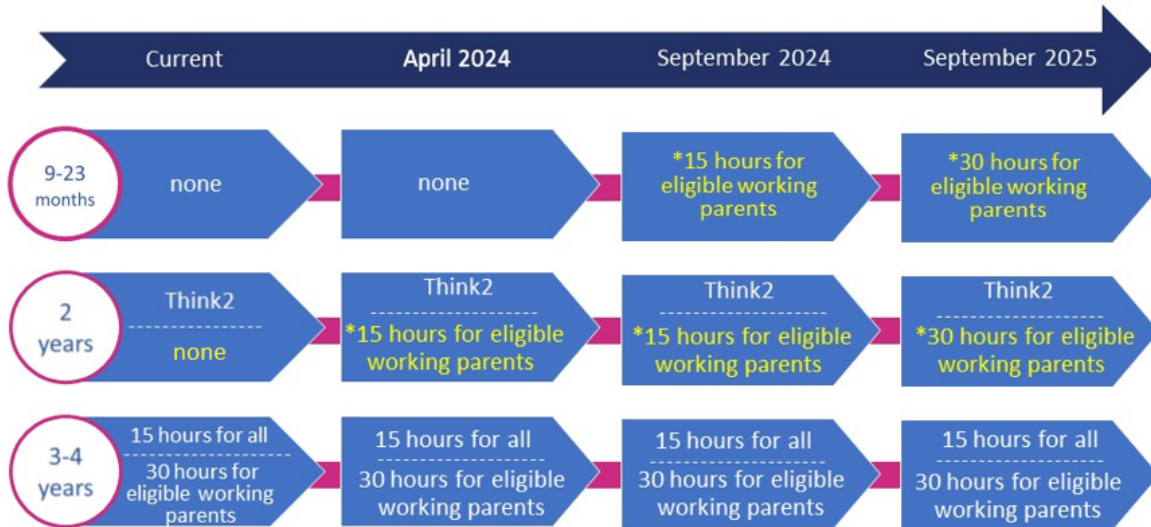 Current
April 2024
September 2024
September 2025
9-23
months
none
none
*15 hours for
eligible working
parents
*30 hours for
eligible working
parents
2
years
Think2
none
Think2
*15 hours for eligible
working parents
Think2
*15 hours for eligible
working parents
Think2
*30 hours for eligible
working parents
3-4
years
15 hours for all
30 hours for
eligible working
parents
15 hours for all
30 hours for eligible
working parents
15 hours for all
30 hours for eligible
working parents
15 hours for all
30 hours for eligible
working parents